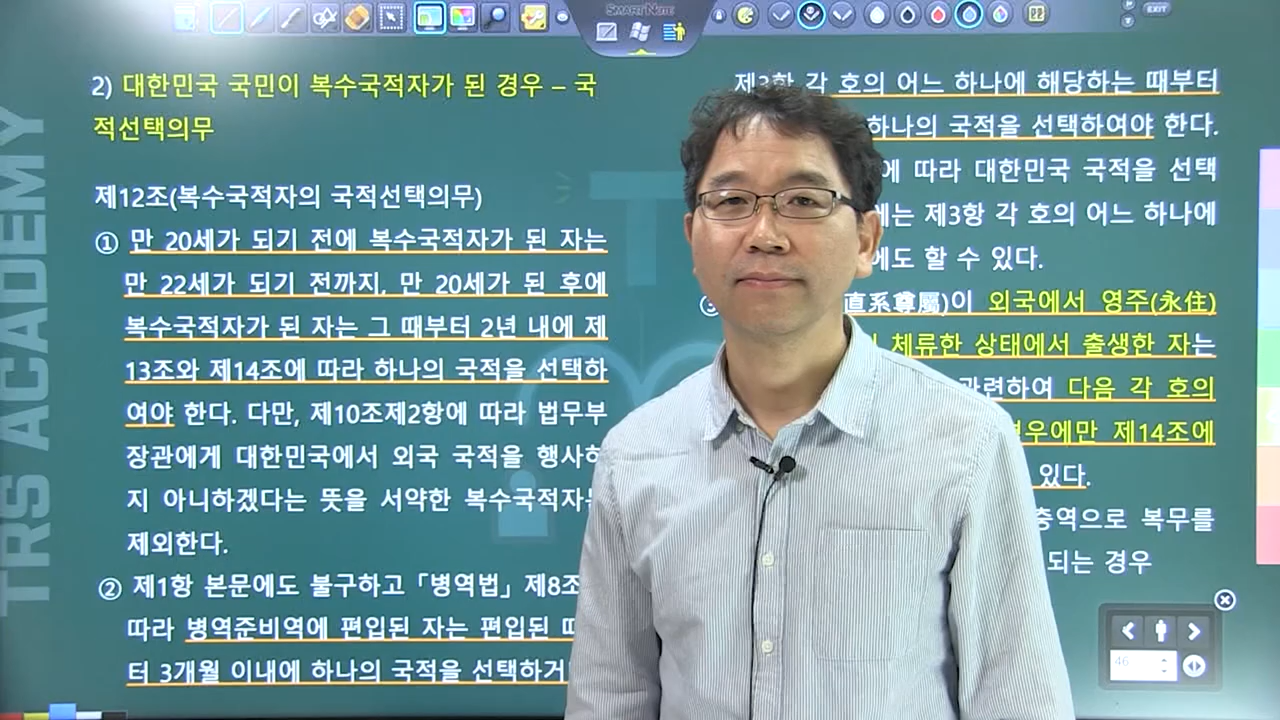 SMART NOTE
EXIT
TRS ACADEMY
2) 대한민국 국민이 복수국적자가 된 경우 – 국
적선택의무
제12조(복수국적자의 국적선택의무)
① 만 20세가 되기 전에 복수국적자가 된 자는
만 22세가 되기 전까지, 만 20세가 된 후에
복수국적자가 된 자는 그 때부터 2년 내에 제
13조와 제14조에 따라 하나의 국적을 선택하
여야 한다. 다만, 제10조제2항에 따라 법무부
장관에게 대한민국에서 외국 국적을 행사하
지 아니하겠다는 뜻을 서약한 복수국적자는
제외한다.
② 제1항 본문에도 불구하고 「병역법」 제8조
따라 병역준비역에 편입된 자는 편입된
터 3개월 이내에 하나의 국적을 선택하거
제3항 각 호의 어느 하나에 해당하는 때부터
하나의 국적을 선택하여야 한다.
에 따라 대한민국 국적을 선택
에는 제3항 각 호의 어느 하나에
에도 할 수 있다.
③ 直系尊屬)이 외국에서 영주(永住)
체류한 상태에서 출생한 자는
관련하여 다음 각 호의
경우에만 제14조에
있다.
충역으로 복무를
되는 경우
46